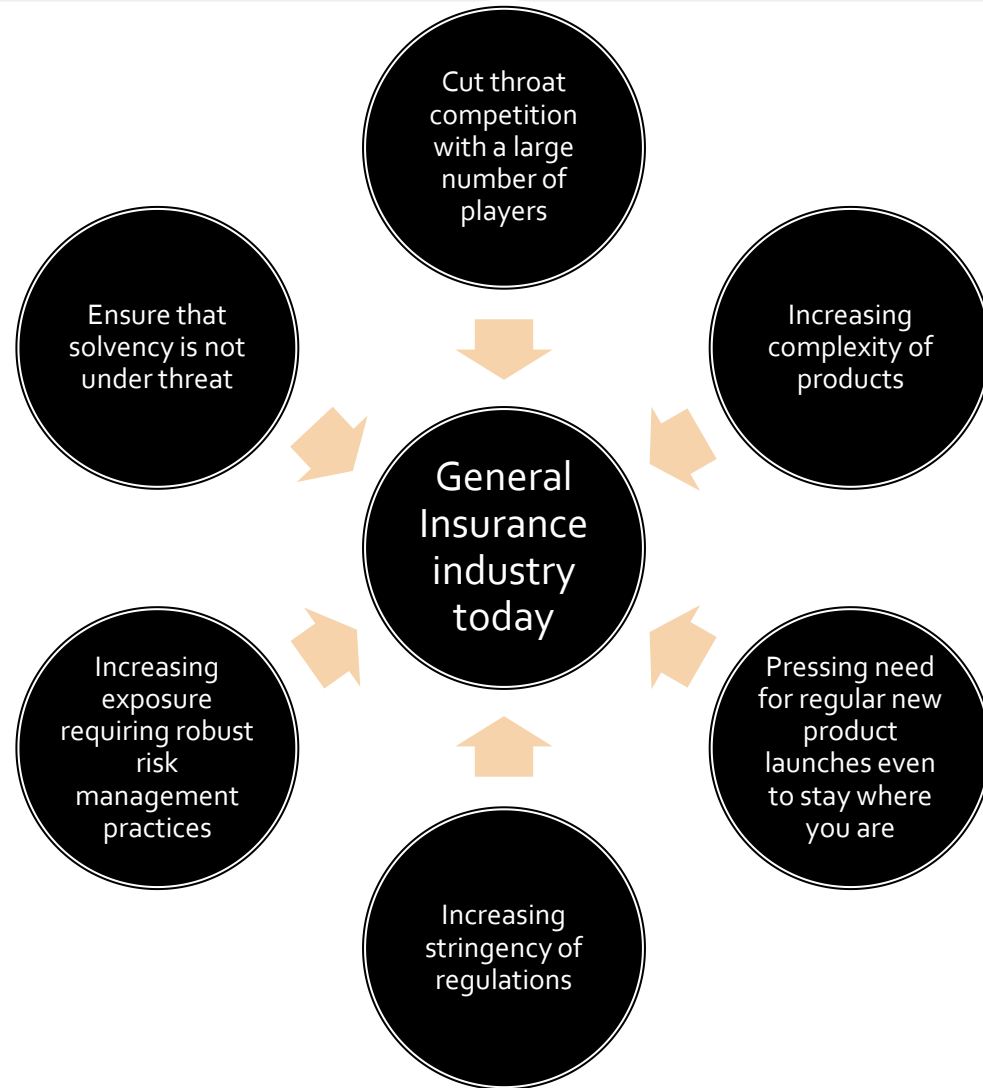 Cut throat
competition
with a large
number of
players
Increasing
complexity of
products
Pressing need
for regular new
product
launches even
to stay where
you are
Increasing
stringency of
regulations
Increasing
exposure
requiring robust
risk
management
practices
Ensure that
solvency is not
under threat
General
Insurance
industry
today